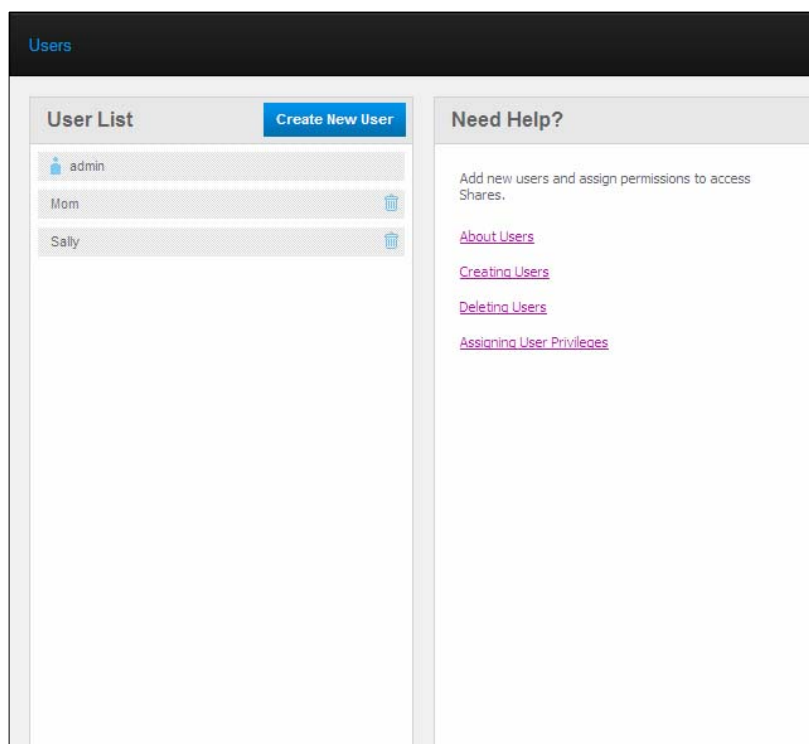 Users
User List
Create New User
admin
Mom
Sally
Need Help?
Add new users and assign permissions to access
Shares.
About Users
Creating Users
Deleting Users
Assigning User Privileges